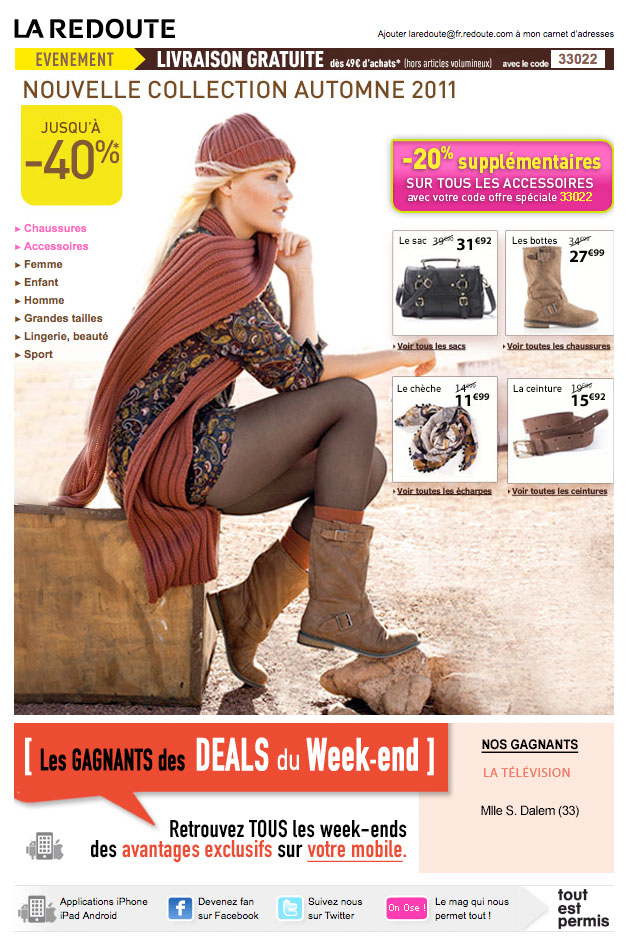 LA REDOUTE
Ajouter laredoute@fr.redoute.com à mon carnet d'adresses
EVENEMENT LIVRAISON GRATUITE dès 49€ d'achats* (hors articles volumineux) avec le code 33022
NOUVELLE COLLECTION AUTOMNE 2011
JUSQU'À
-40%*
-20% supplémentaires
SUR TOUS LES ACCESSOIRES
avec votre code offre spéciale 33022
► Chaussures
► Accessoires
► Femme
► Enfant
► Homme
► Grandes tailles
► Lingerie, beauté
► Sport
Le sac 39€90 31€92
Voir tous les sacs
Les bottes 34€99
27€99
Voir toutes les chaussures
Le chèche 14€99
11€99
Voir toutes les écharpes
La ceinture 19€90
15€92
Voir toutes les ceintures
[ Les GAGNANTS des DEALS du Week-end ]
Retrouvez TOUS les week-ends
des avantages exclusifs sur votre mobile.
NOS GAGNANTS
LA TÉLÉVISION
Mlle S. Dalem (33)
Applications iPhone
iPad Android
Devenez fan
sur Facebook
Suivez nous
sur Twitter
On Ose !
Le mag qui nous
permet tout !
tout
est
permis